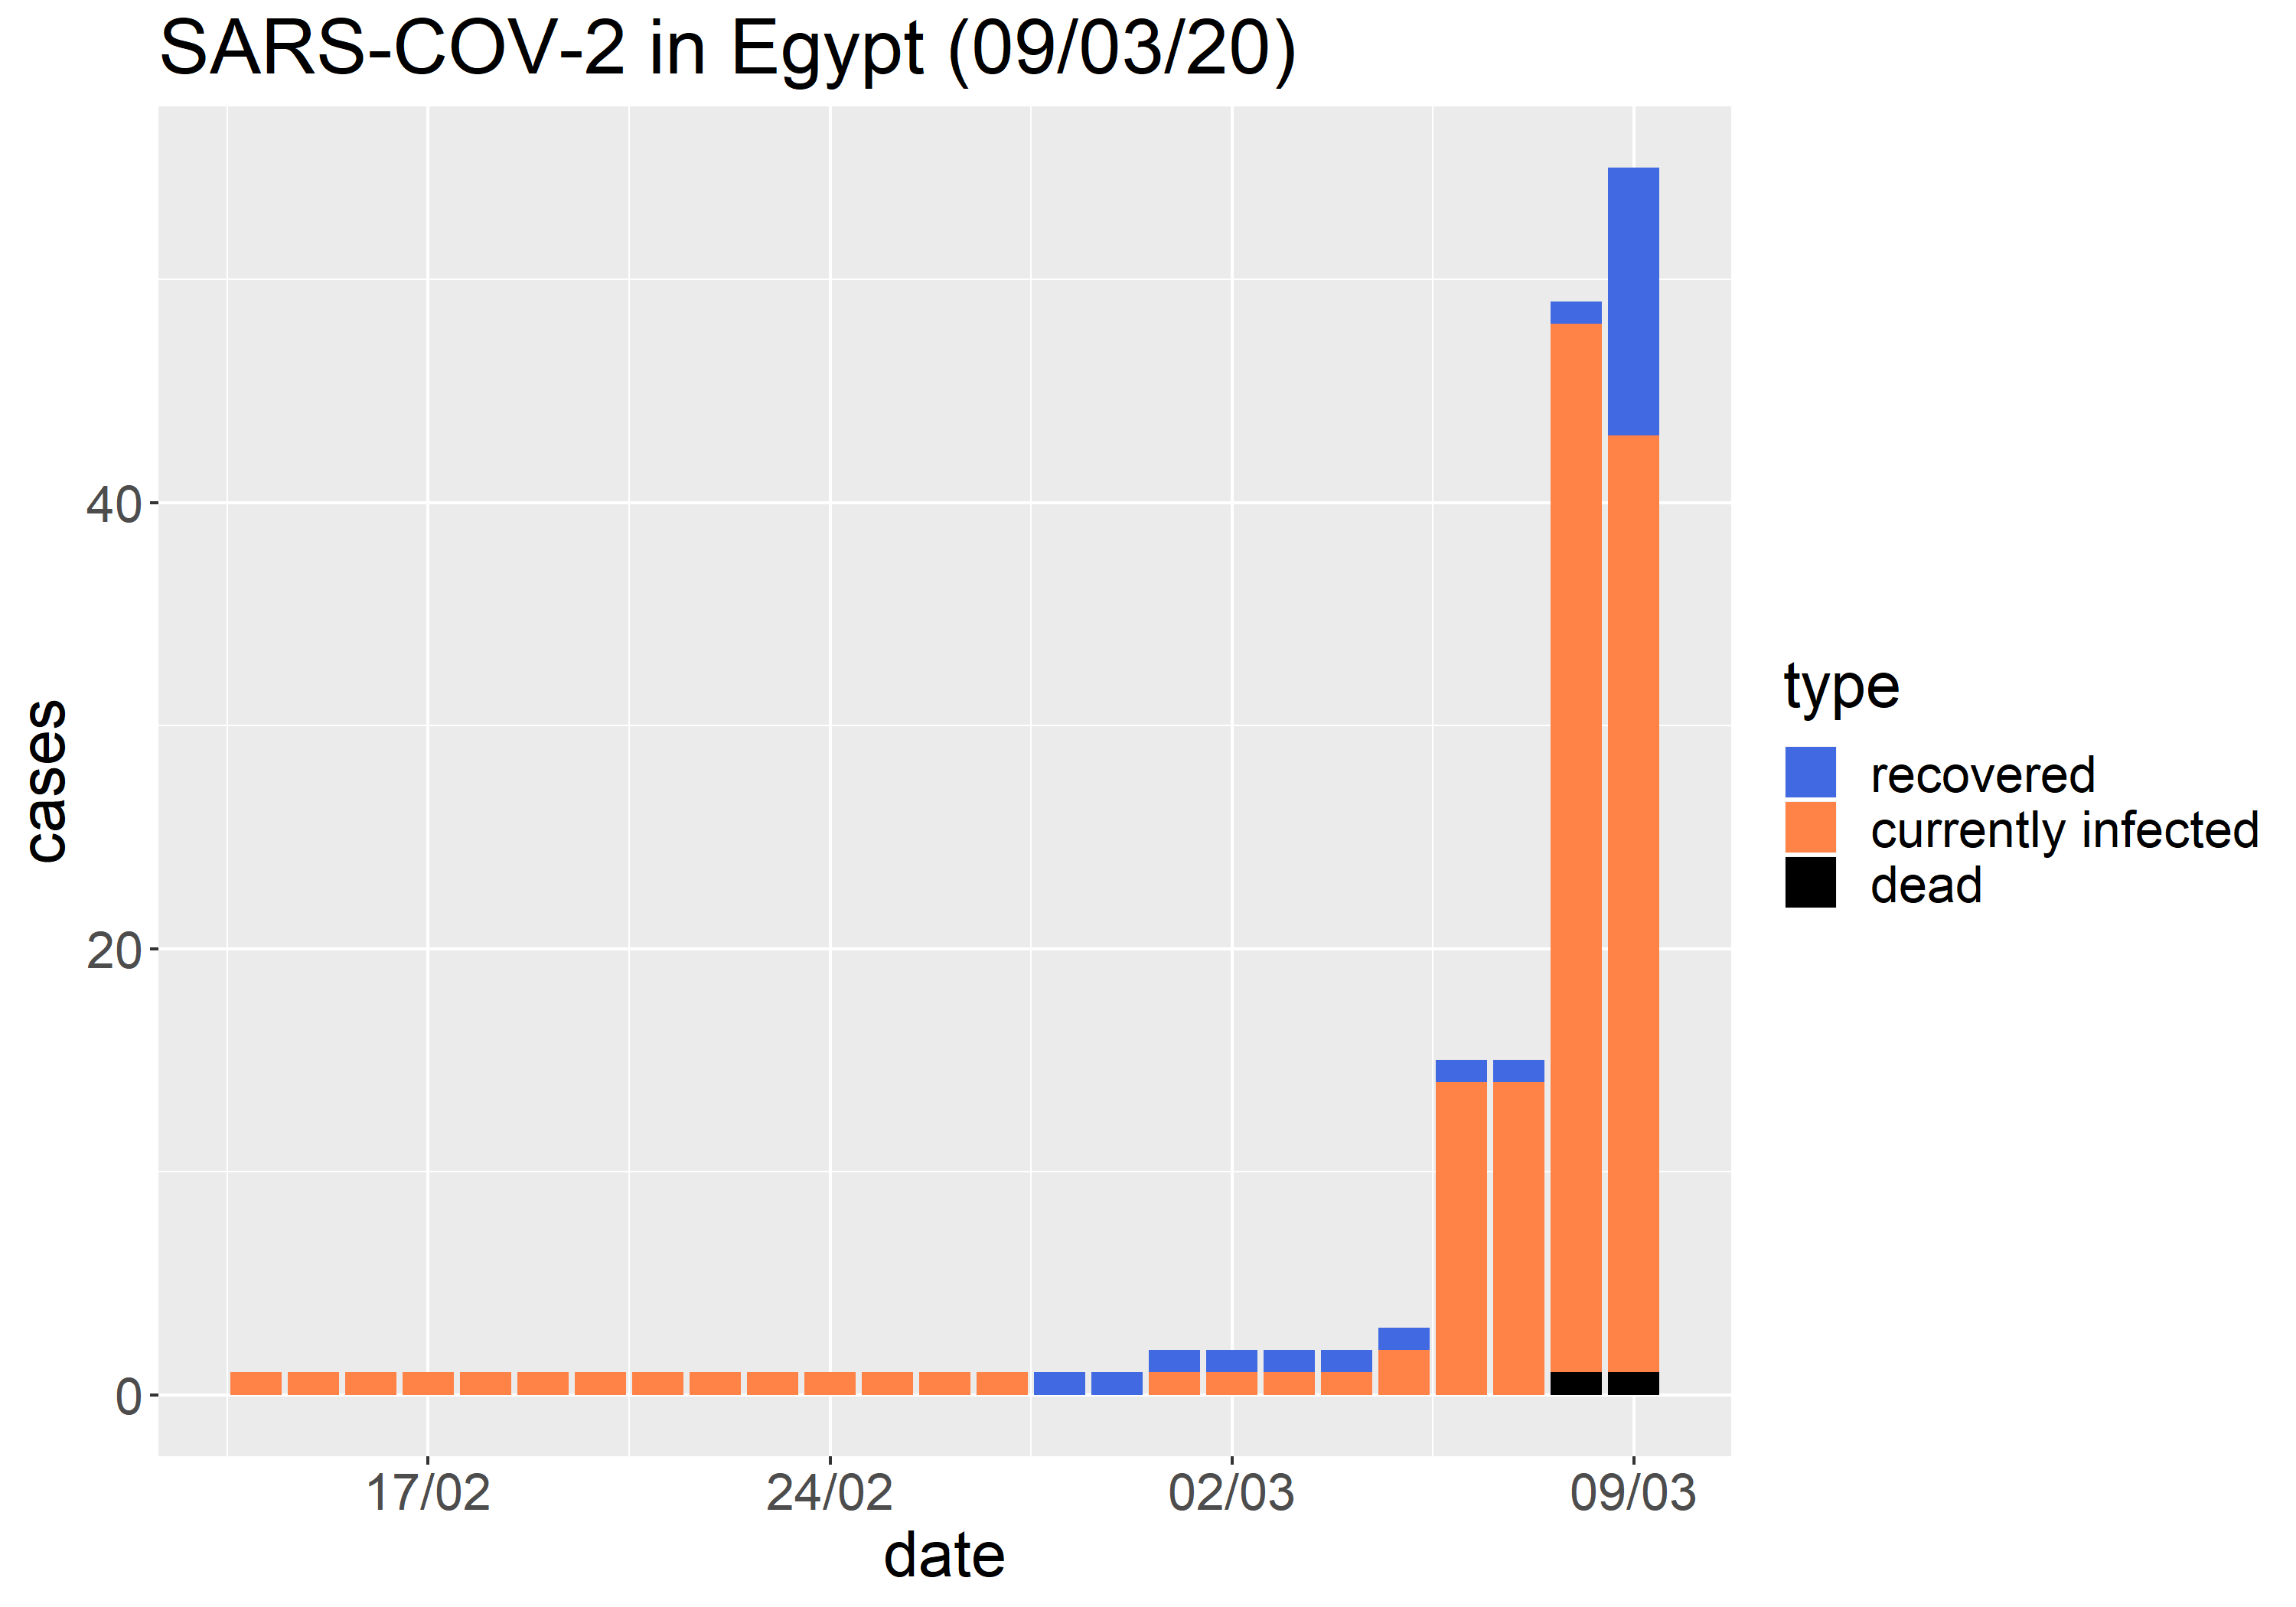 SARS-COV-2 in Egypt (09/03/20)
cases
40
20
0
17/02
24/02
02/03
09/03
date
type
recovered
currently infected
dead